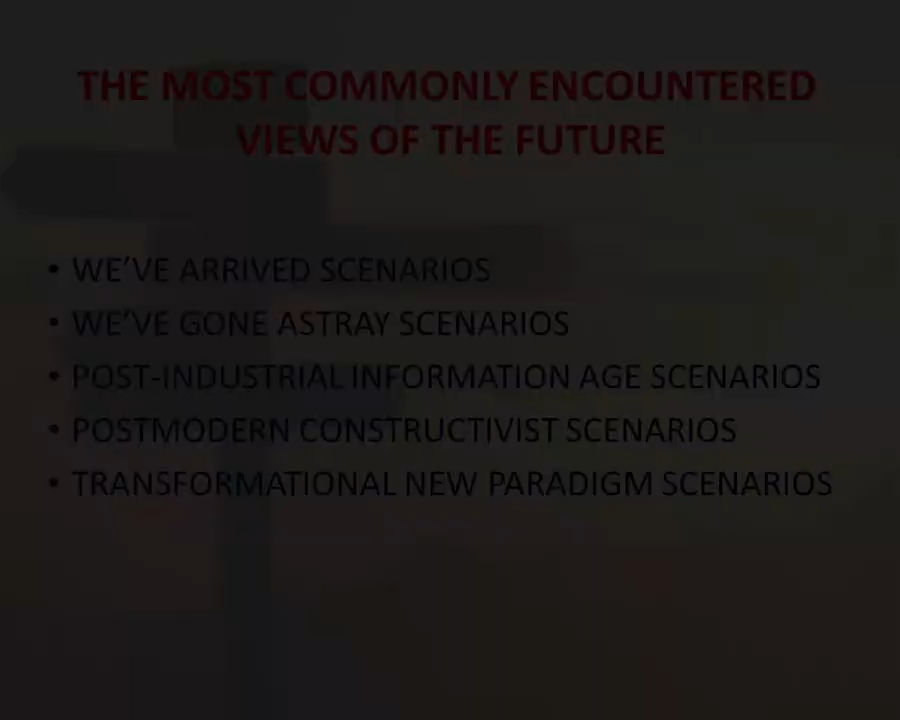 THE MOST COMMONLY ENCOUNTERED
VIEWS OF THE FUTURE
• WE’VE ARRIVED SCENARIOS
• WE’VE GONE ASTRAY SCENARIOS
• POST-INDUSTRIAL INFORMATION AGE SCENARIOS
• POSTMODERN CONSTRUCTIVIST SCENARIOS
• TRANSFORMATIONAL NEW PARADIGM SCENARIOS